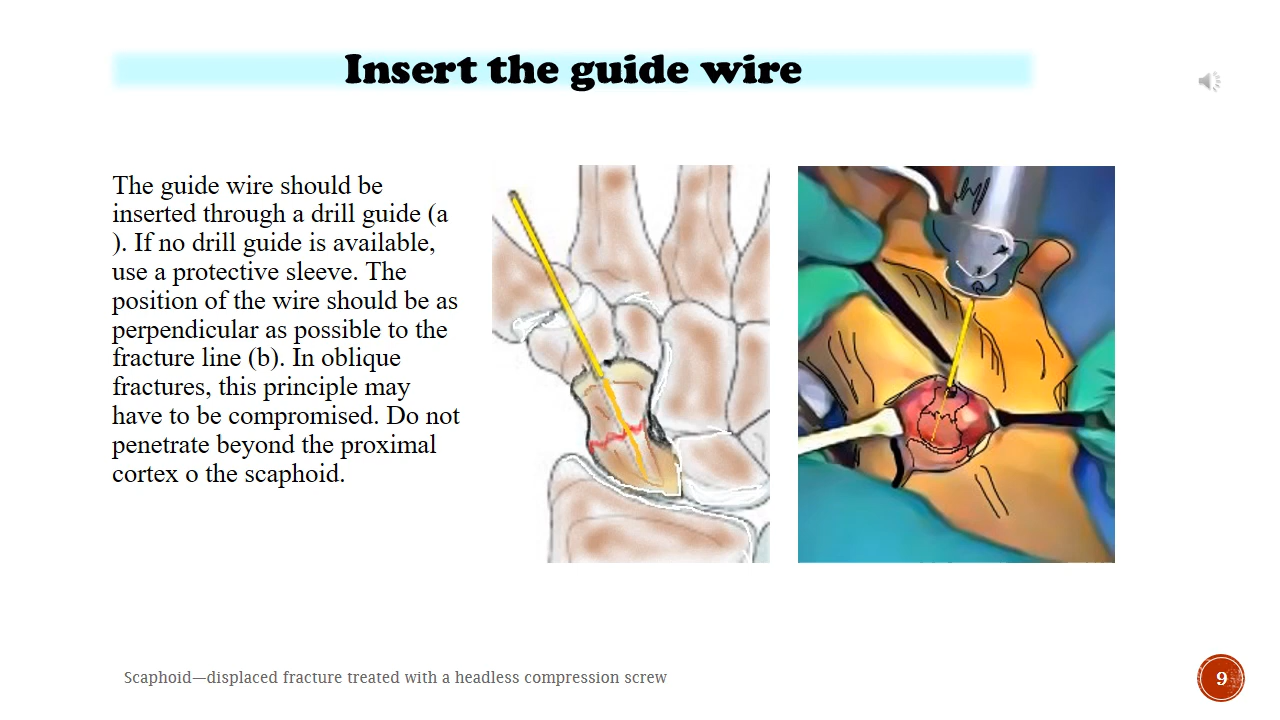 Insert the guide wire
The guide wire should be
inserted through a drill guide (a
). If no drill guide is available,
use a protective sleeve. The
position of the wire should be as
perpendicular as possible to the
fracture line (b). In oblique
fractures, this principle may
have to be compromised. Do not
penetrate beyond the proximal
cortex o the scaphoid.
Scaphoid—displaced fracture treated with a headless compression screw
9